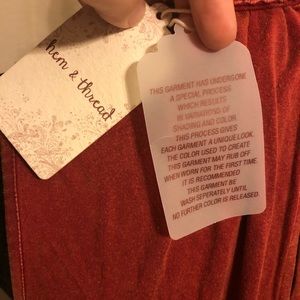 hem & thread
THIS GARMENT HAS UNDERGONE
A SPECIAL PROCESS
WHICH RESULTS
IN VARIATIONS OF
SHADING AND COLOR.
THIS PROCESS GIVES
EACH GARMENT A UNIQUE LOOK.
THE COLOR USED TO CREATE
THIS GARMENT MAY RUB OFF
WHEN WORN FOR THE FIRST TIME.
IT IS RECOMMENDED
THIS GARMENT BE
WASH SEPERATELY UNTIL
NO FURTHER COLOR IS RELEASED.